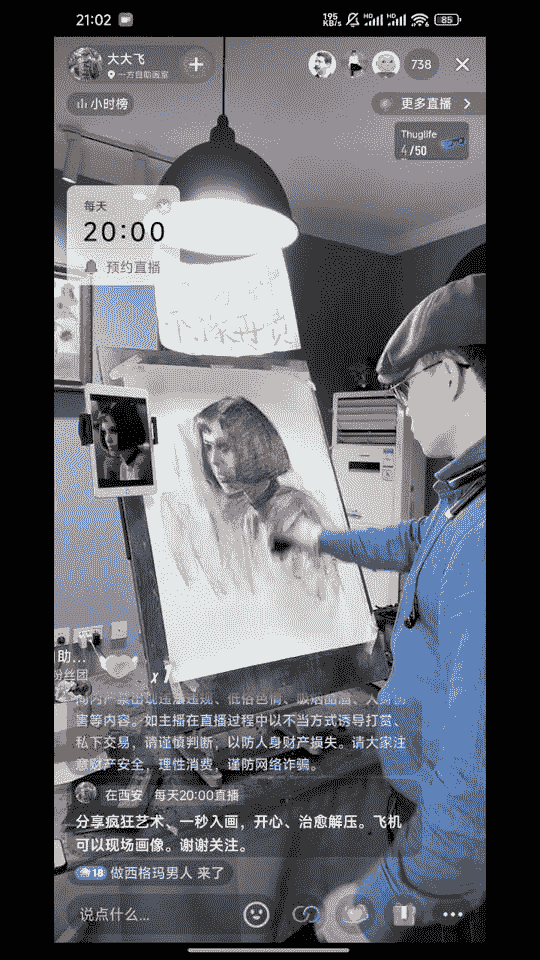 21:02
195 KB/s HD HD 85
大大飞
一方自助画室
738
小时榜
更多直播
Thuglife
4/50
每天
20:00
预约直播
助...
粉丝团
x 1
害等内容。如主播在直播过程中以不当方式诱导打赏、
私下交易，请谨慎判断，以防人身财产损失。请大家注
意财产安全，理性消费，谨防网络诈骗。
在西安 每天20:00直播
分享疯狂艺术、一秒入画，开心、治愈解压。飞机
可以现场画像。谢谢关注。
18 做西格玛男人 来了
说点什么...